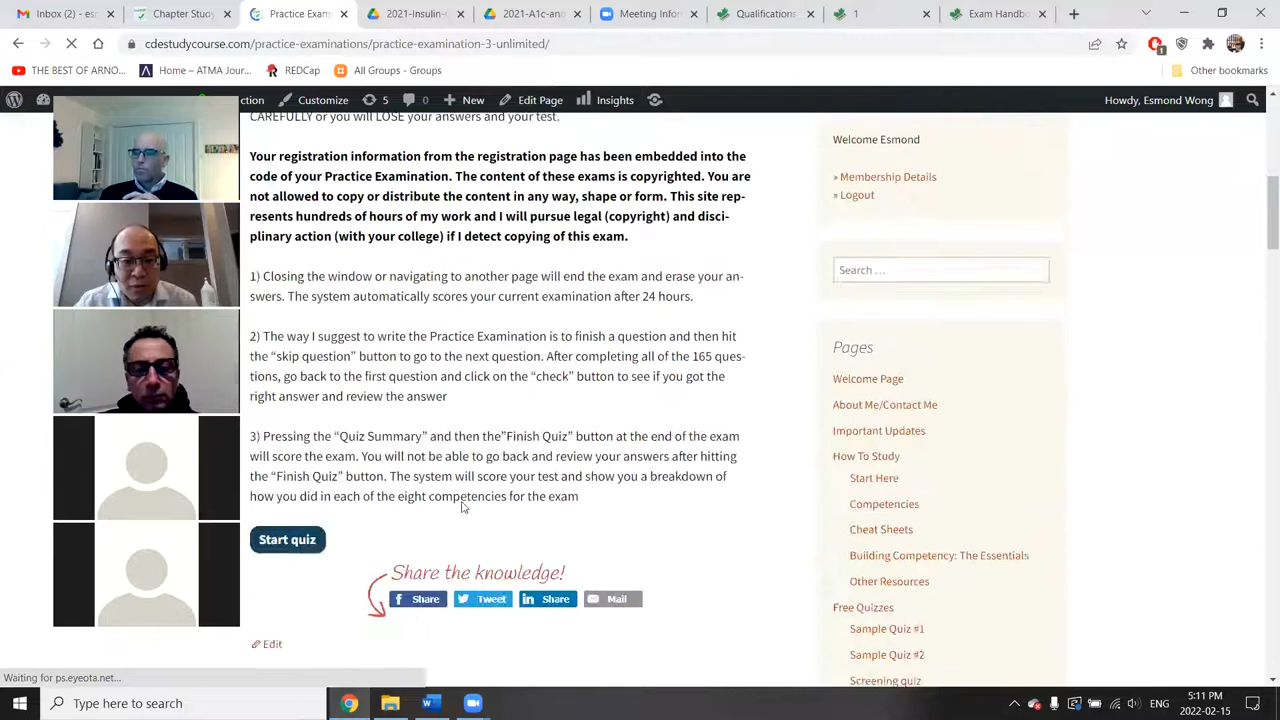 Inbox (2) - esr
Chapter Study
Practice Exami
2021-Insulin-C
2021-A1c-and-
Meeting Inform
Qualifications
1
Exam Handbo
cdestudycourse.com/practice-examinations/practice-examination-3-unlimited/
THE BEST OF ARNO...
Home – ATMA Jour...
REDCap
All Groups - Groups
Other bookmarks
ction
Customize
5
0
New
Edit Page
Insights
Howdy, Esmond Wong
CAREFULLY or you will LOSE your answers and your test.
Your registration information from the registration page has been embedded into the
code of your Practice Examination. The content of these exams is copyrighted. You are
not allowed to copy or distribute the content in any way, shape or form. This site rep-
resents hundreds of hours of my work and I will pursue legal (copyright) and disci-
plinary action (with your college) if I detect copying of this exam.
1) Closing the window or navigating to another page will end the exam and erase your an-
swers. The system automatically scores your current examination after 24 hours.
2) The way I suggest to write the Practice Examination is to finish a question and then hit
the “skip question” button to go to the next question. After completing all of the 165 ques-
tions, go back to the first question and click on the “check” button to see if you got the
right answer and review the answer
3) Pressing the “Quiz Summary” and then the”Finish Quiz” button at the end of the exam
will score the exam. You will not be able to go back and review your answers after hitting
the “Finish Quiz” button. The system will score your test and show you a breakdown of
how you did in each of the eight competencies for the exam
Start quiz
Share the knowledge!
Share
Tweet
Share
Mail
Edit
Welcome Esmond
» Membership Details
» Logout
Search …
Pages
Welcome Page
About Me/Contact Me
Important Updates
How To Study
Start Here
Competencies
Cheat Sheets
Building Competency: The Essentials
Other Resources
Free Quizzes
Sample Quiz #1
Sample Quiz #2
Screening quiz
Waiting for ps.eyeota.net...
Type here to search
ENG
5:11 PM
2022-02-15